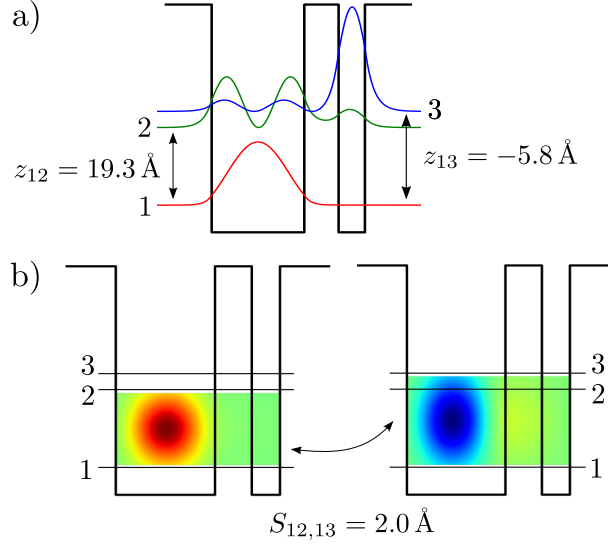 a)
3
2
z₁₂ = 19.3 Å
z₁₃ = −5.8 Å
1
b)
3
3
2
2
1
1
S₁₂,₁₃ = 2.0 Å